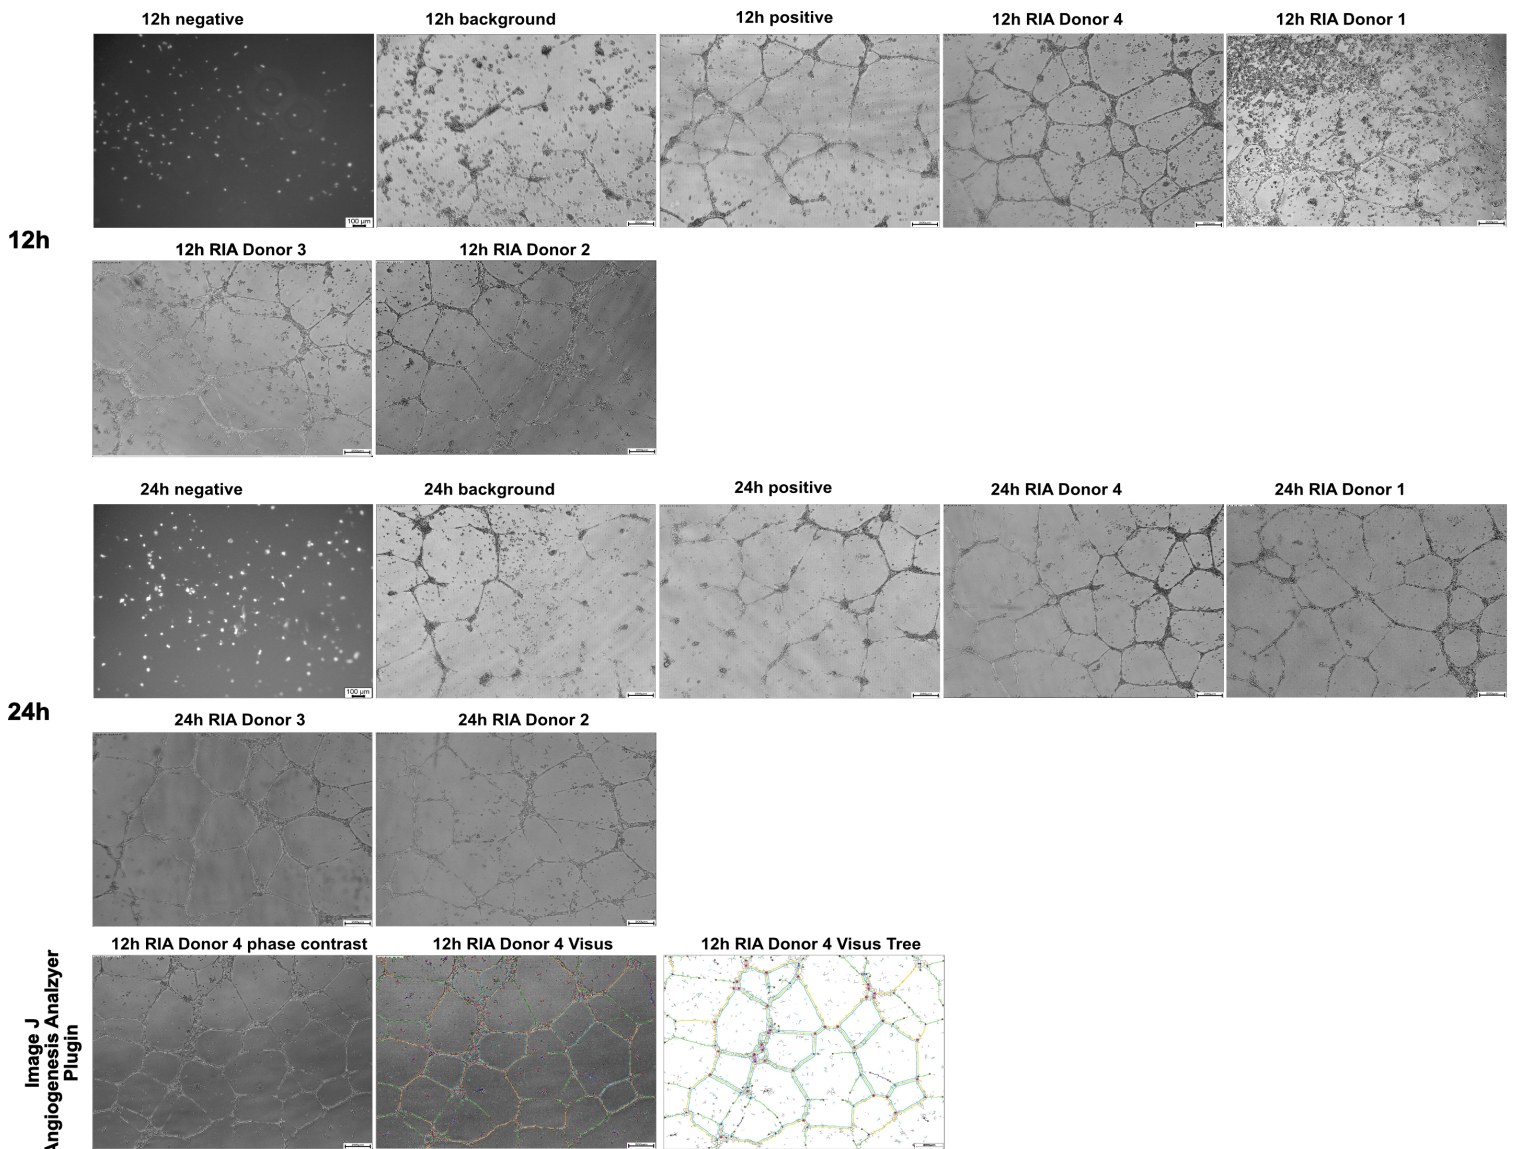 12h negative
12h background
12h positive
12h RIA Donor 4
12h RIA Donor 1
100 µm
12h
12h RIA Donor 3
12h RIA Donor 2
24h negative
24h background
24h positive
24h RIA Donor 4
24h RIA Donor 1
100 µm
24h
24h RIA Donor 3
24h RIA Donor 2
12h RIA Donor 4 phase contrast
12h RIA Donor 4 Visus
12h RIA Donor 4 Visus Tree
Image J
Angiogenesis Analzyer
Plugin